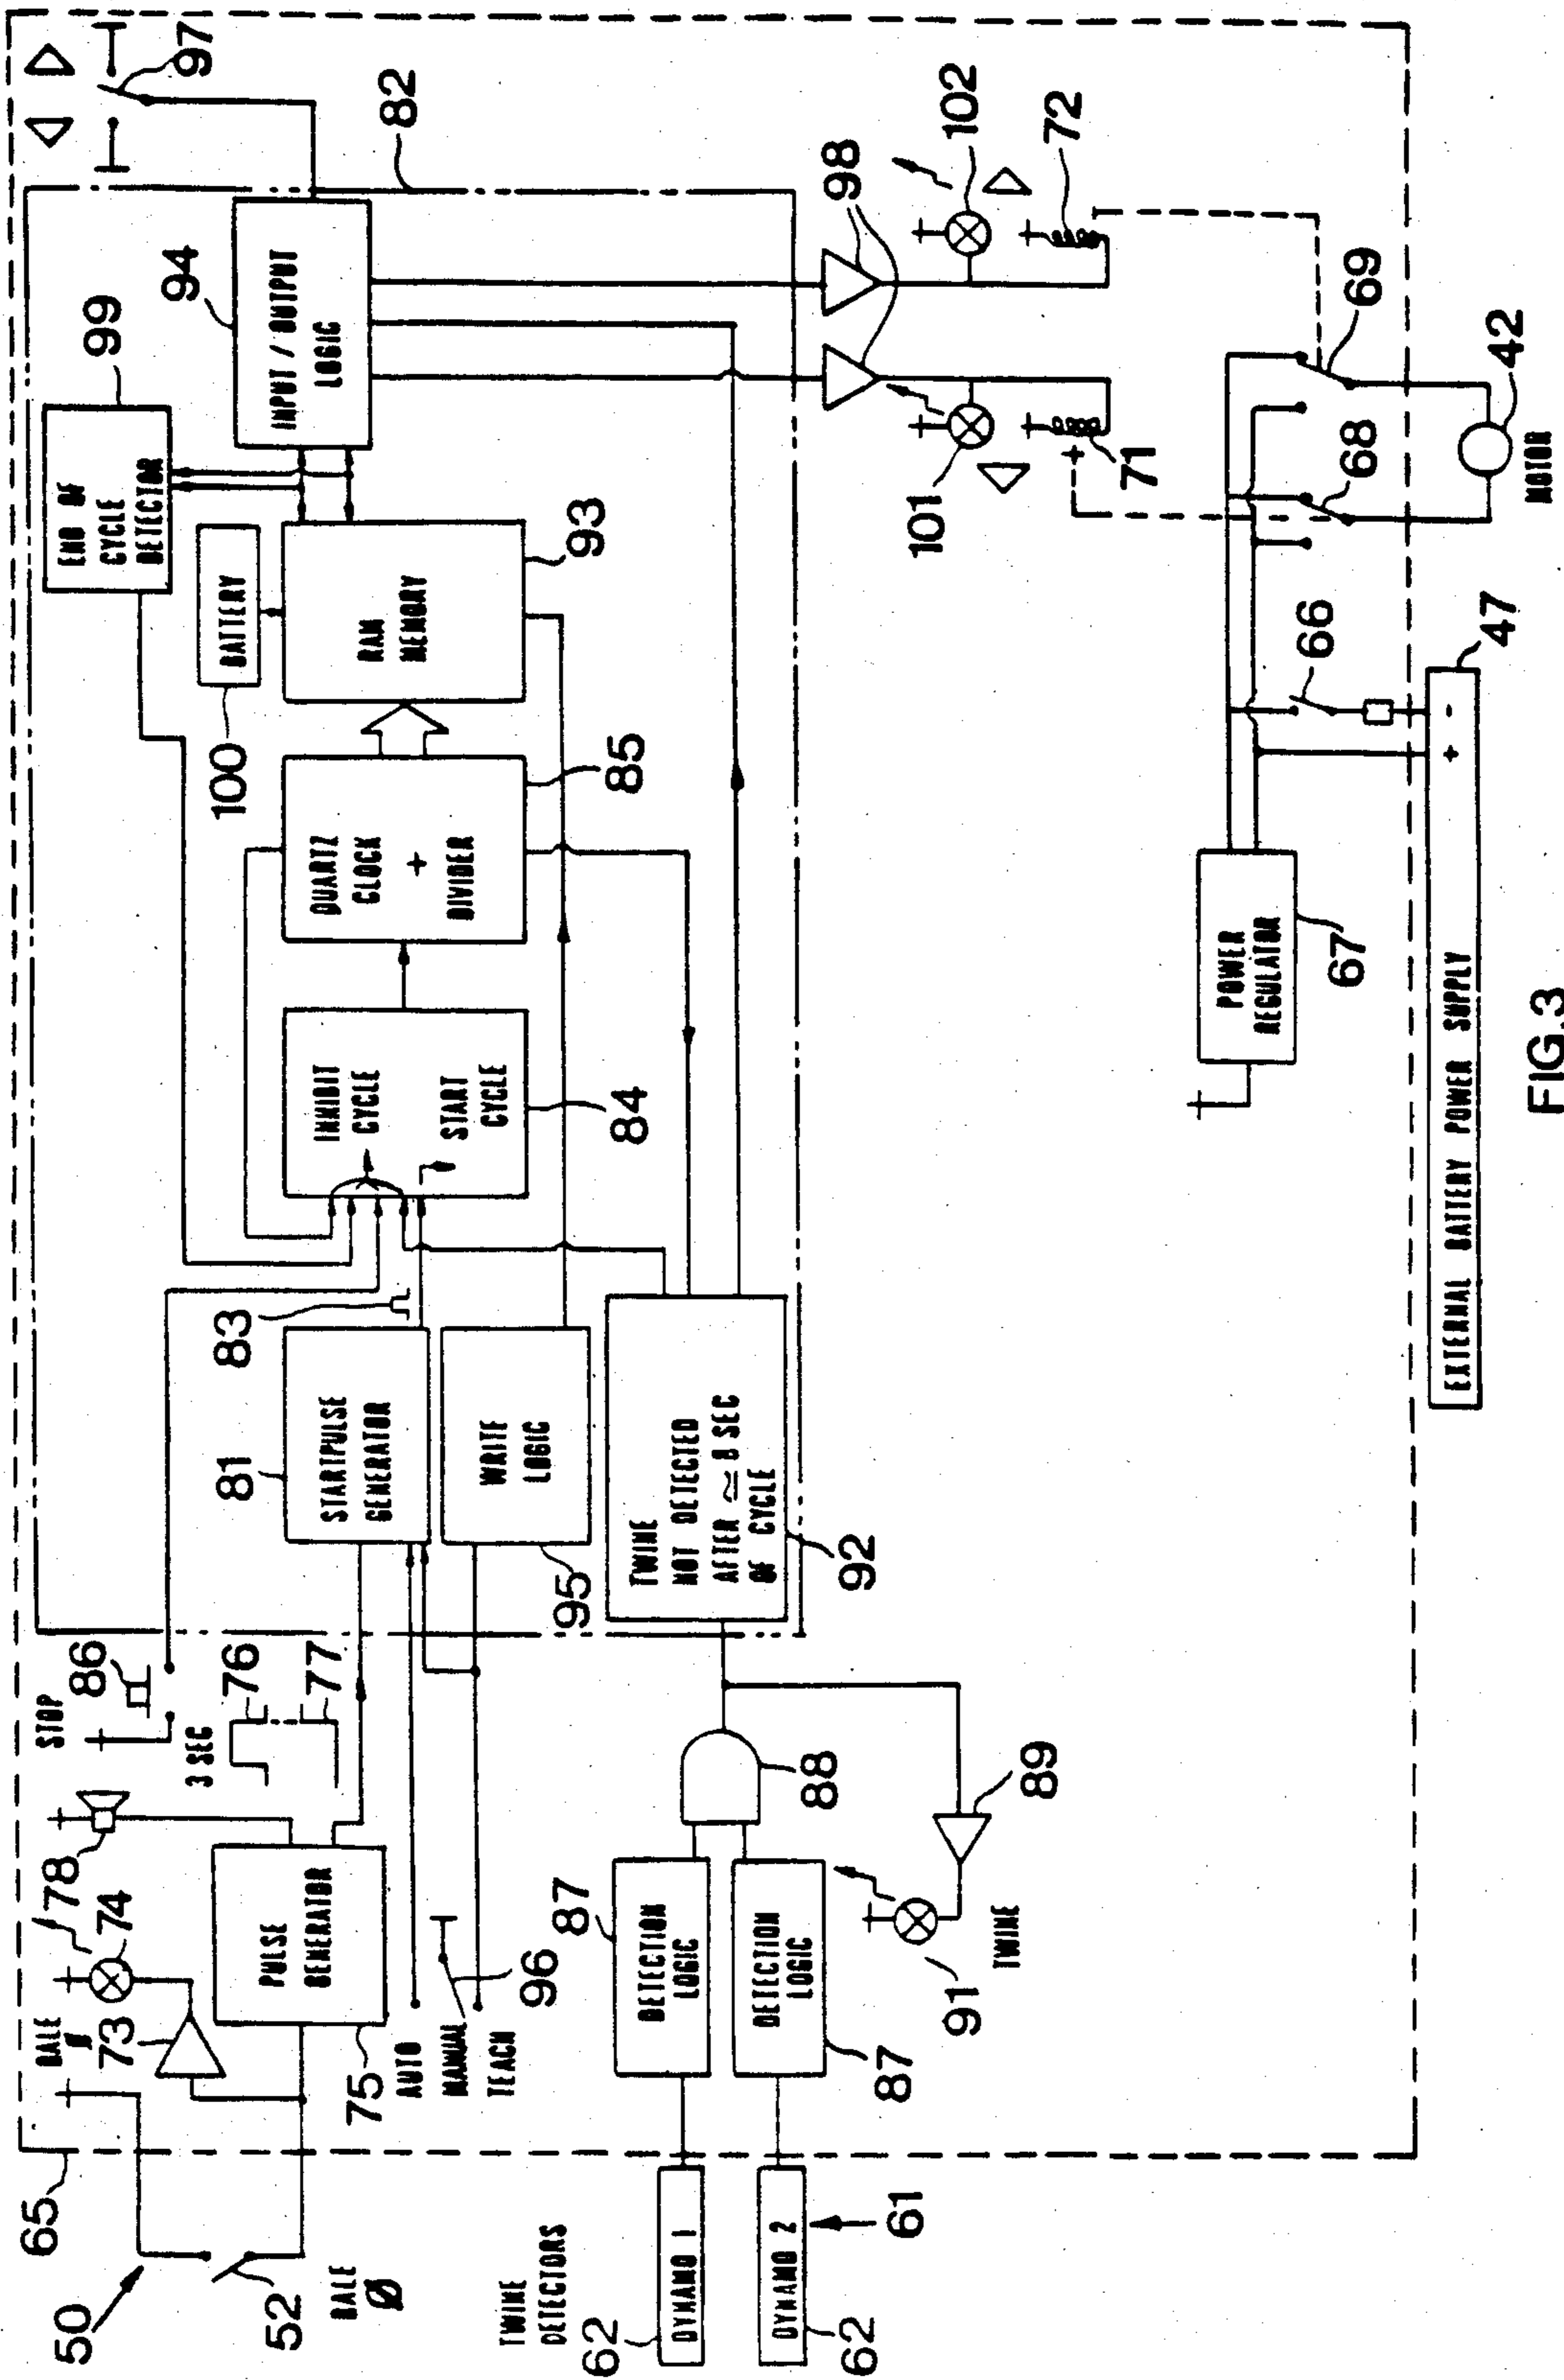 50
52
BALE
Ø
65
BALE
Ø
73
74
78
PULSE
GENERATOR
75
3 SEC
76
77
STOP
86
AUTO
MANUAL
TEACH
96
TWINE
DETECTORS
62
DYNAMO 1
DYNAMO 2
62
61
DETECTION
LOGIC
87
DETECTION
LOGIC
87
88
89
91
TWINE
81
STARTPULSE
GENERATOR
83
WRITE
LOGIC
95
TWINE
NOT DETECTED
AFTER ≃ 8 SEC
OF CYCLE
92
INHIBIT
CYCLE
START
CYCLE
84
QUARTZ
CLOCK
+
DIVIDER
85
100
BATTERY
RAM
MEMORY
93
END OF
CYCLE
DETECTOR
99
94
INPUT / OUTPUT
LOGIC
82
97
98
101
102
71
72
POWER
REGULATOR
67
66
68
69
42
MOTOR
EXTERNAL BATTERY POWER SUPPLY
+ -
47
FIG.3